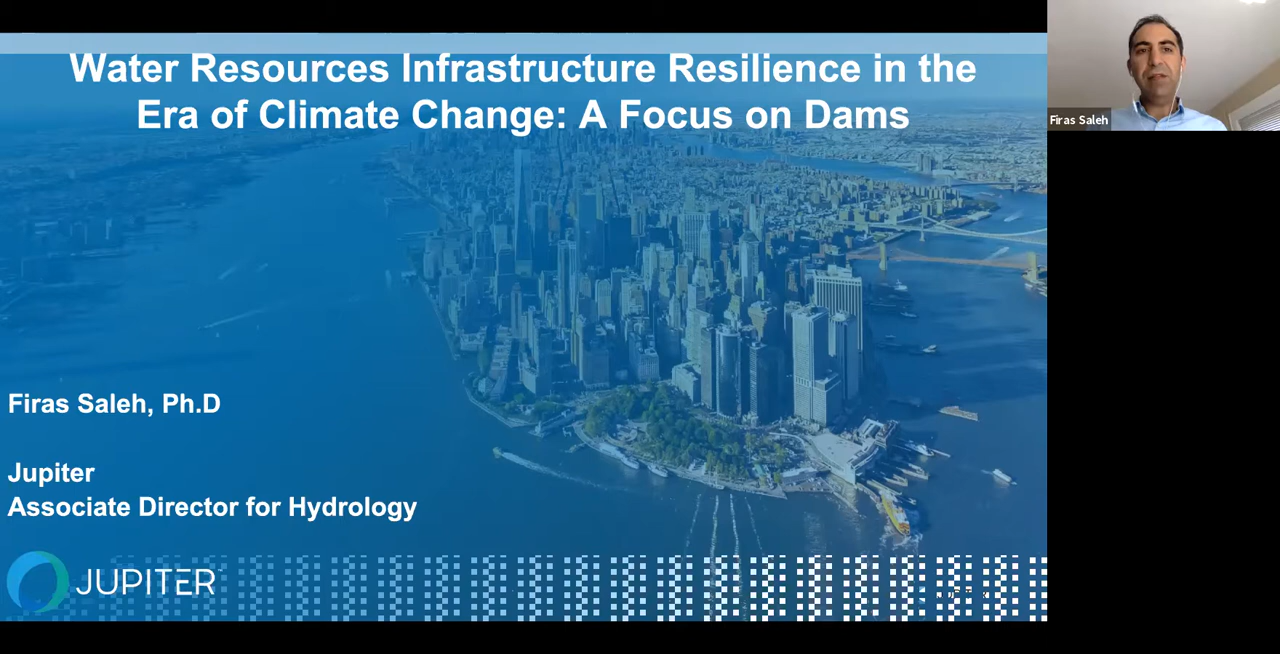 Water Resources Infrastructure Resilience in the
Era of Climate Change: A Focus on Dams
Firas Saleh
Firas Saleh, Ph.D
Jupiter
Associate Director for Hydrology
JUPITER